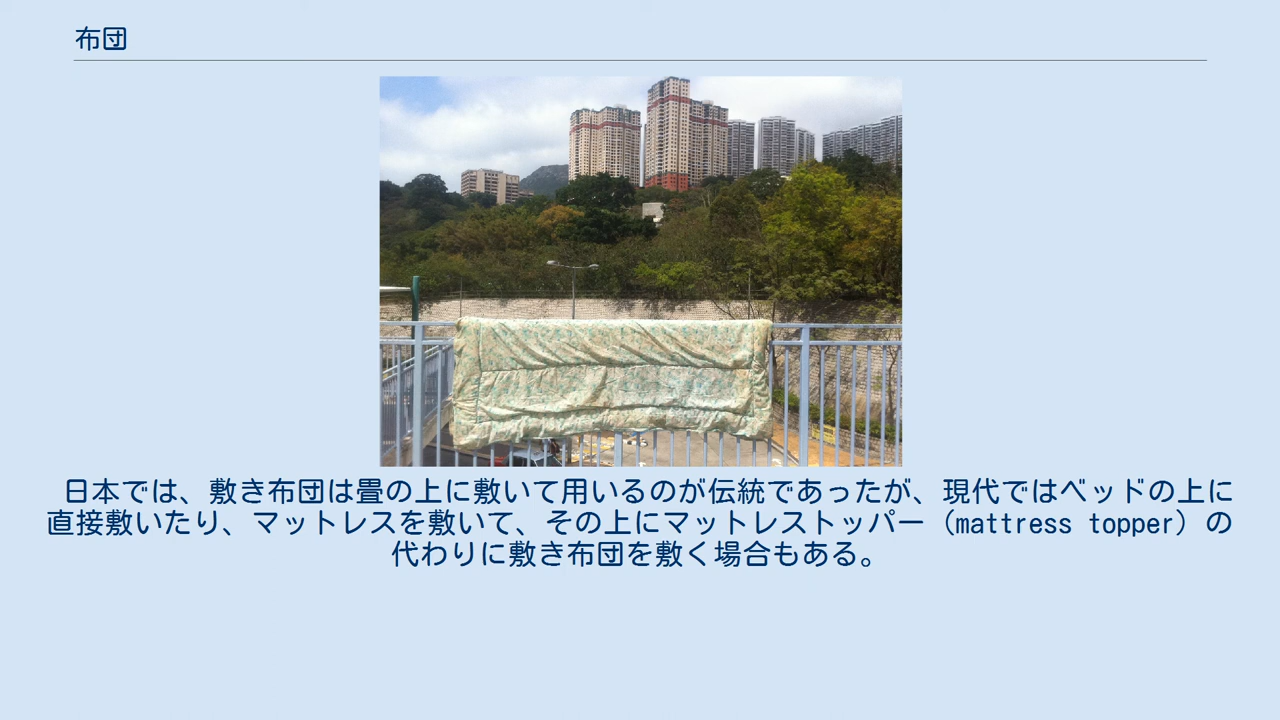 布団
日本では、敷き布団は畳の上に敷いて用いるのが伝統であったが、現代ではベッドの上に
直接敷いたり、マットレスを敷いて、その上にマットレストッパー（mattress topper）の
代わりに敷き布団を敷く場合もある。